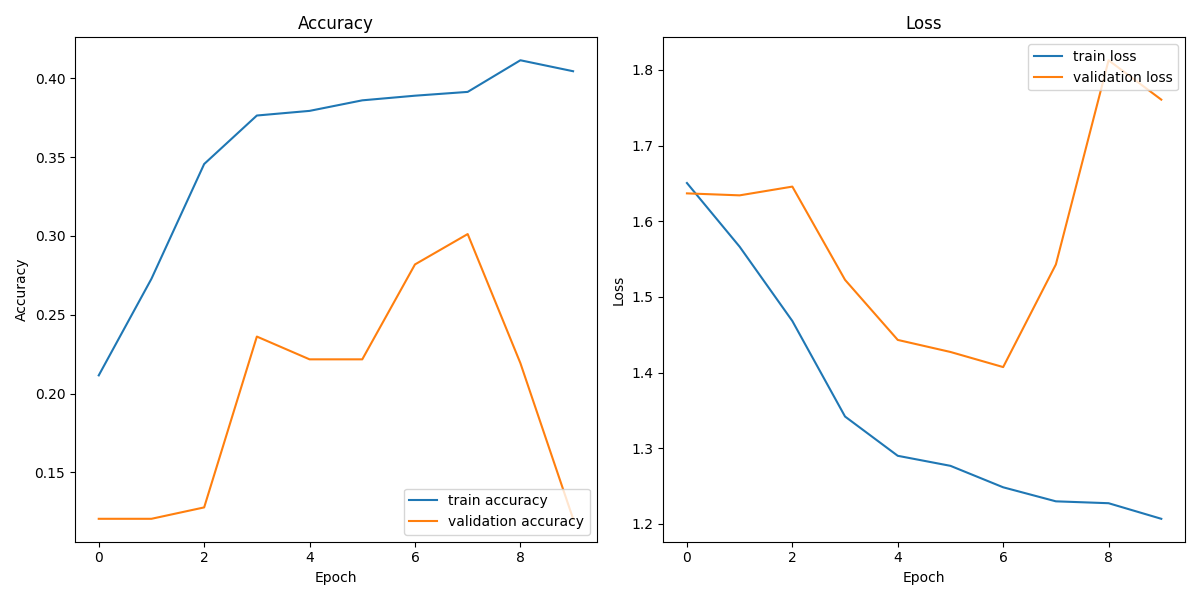 Accuracy
0.40
0.35
0.30
0.25
0.20
0.15
Accuracy
train accuracy
validation accuracy
0 2 4 6 8
Epoch
Loss
1.8
1.7
1.6
1.5
1.4
1.3
1.2
Loss
train loss
validation loss
0 2 4 6 8
Epoch